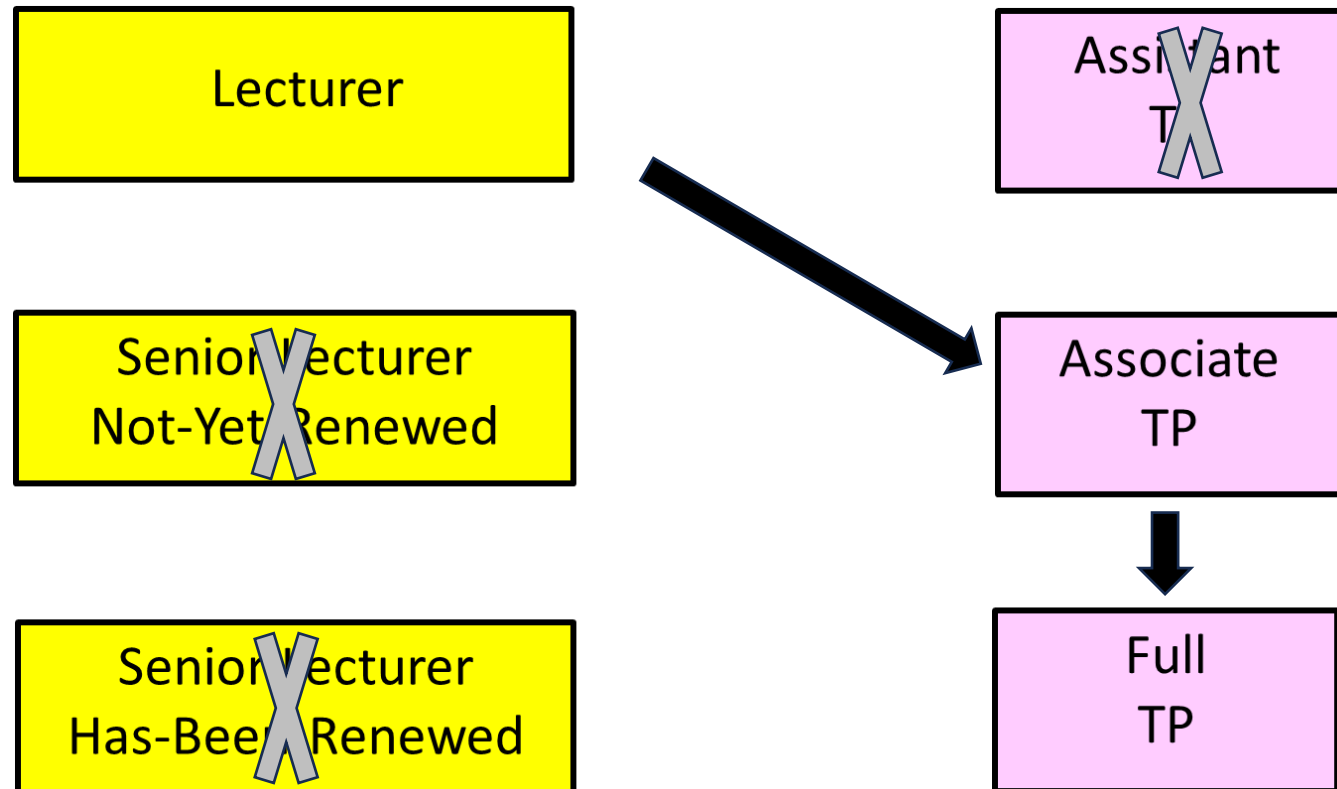 Lecturer
Assistant
TP
Senior Lecturer
Not-Yet-Renewed
Associate
TP
Senior Lecturer
Has-Been-Renewed
Full
TP